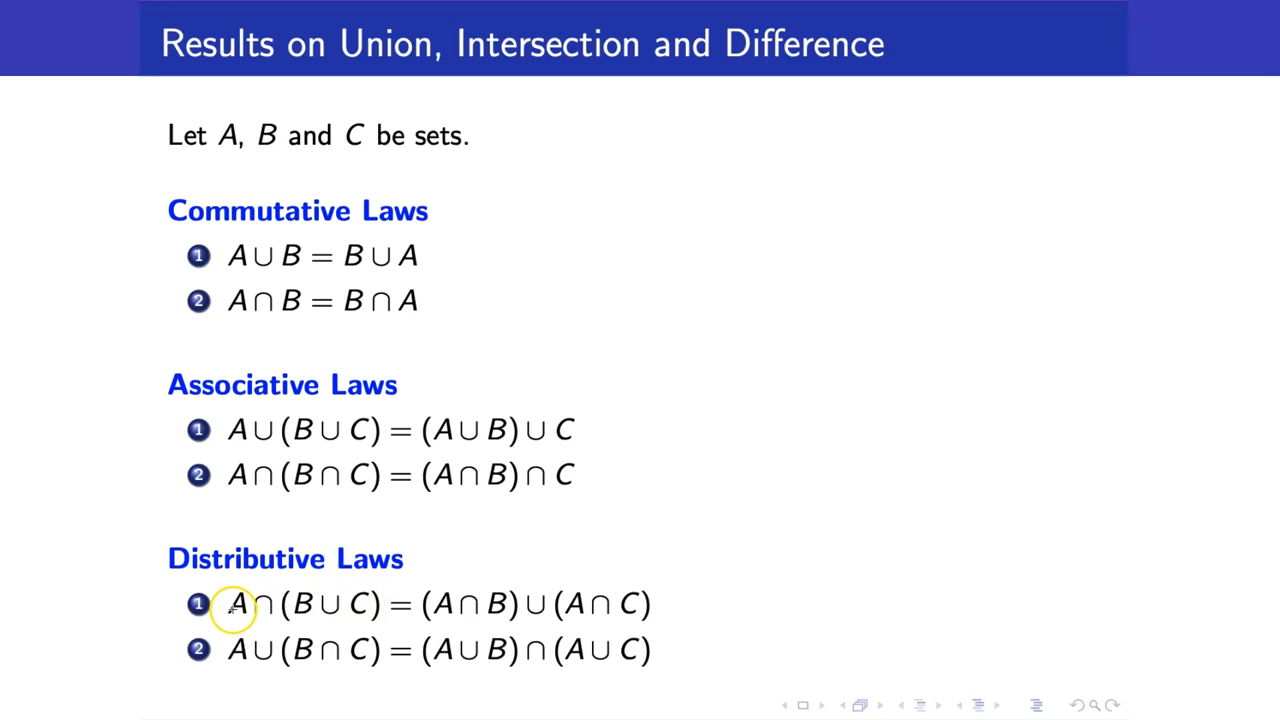 Results on Union, Intersection and Difference
Let A, B and C be sets.
Commutative Laws
1 A ∪ B = B ∪ A
2 A ∩ B = B ∩ A
Associative Laws
1 A ∪ (B ∪ C) = (A ∪ B) ∪ C
2 A ∩ (B ∩ C) = (A ∩ B) ∩ C
Distributive Laws
1 A ∩ (B ∪ C) = (A ∩ B) ∪ (A ∩ C)
2 A ∪ (B ∩ C) = (A ∪ B) ∩ (A ∪ C)